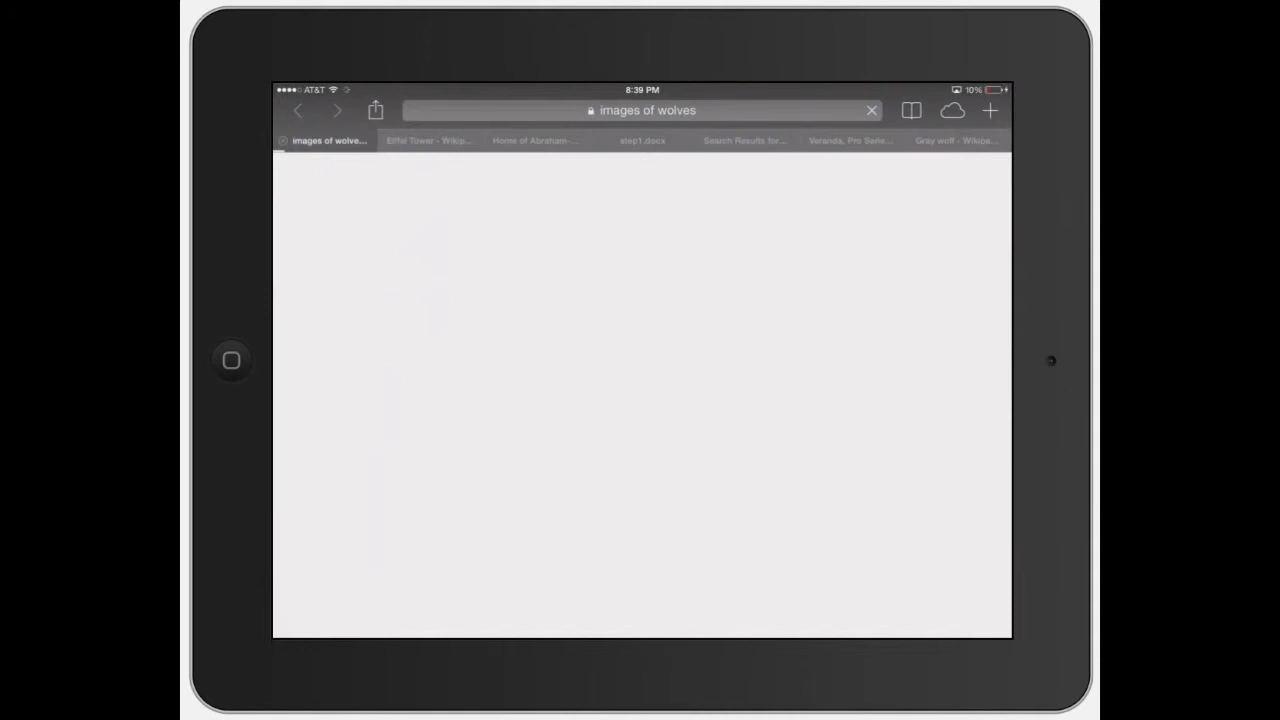 AT&T 8:39 PM 10%
images of wolves
images of wolve... Eiffel Tower - Wikip... Home of Abraham-... step1.docx Search Results for... Veranda, Pro Serie... Gray wolf - Wikipe...